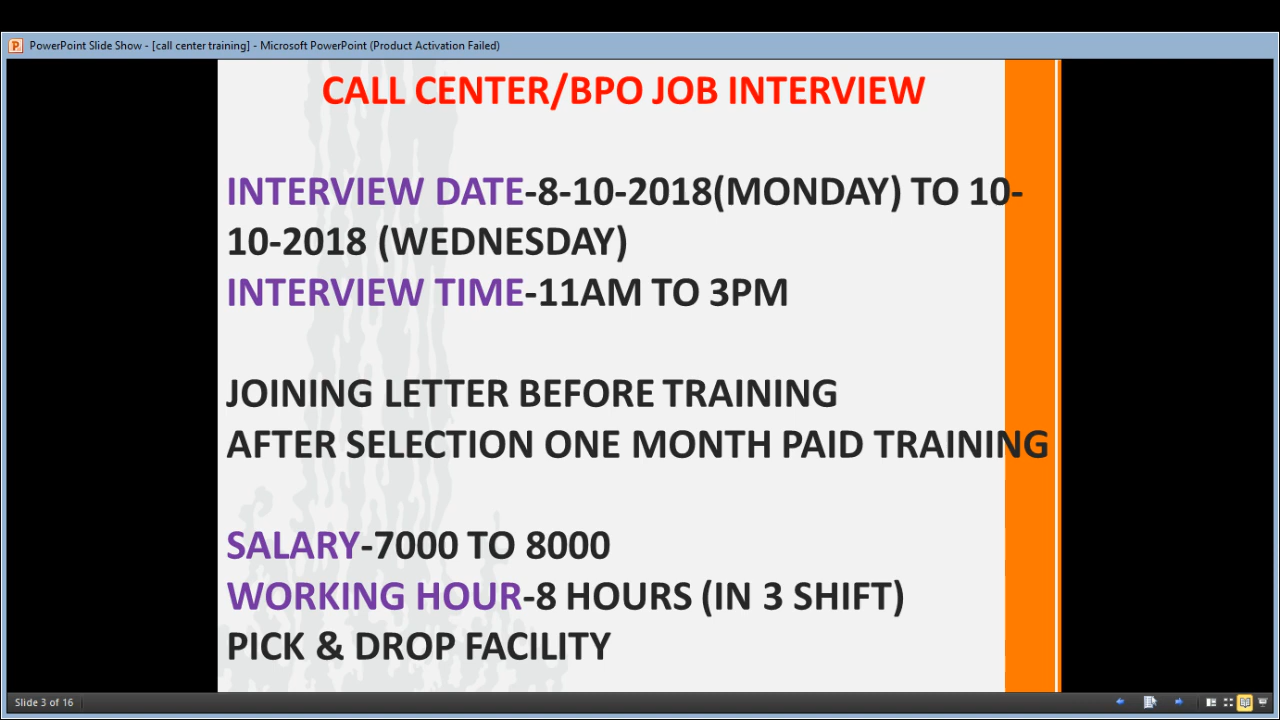 PowerPoint Slide Show - [call center training] - Microsoft PowerPoint (Product Activation Failed)
CALL CENTER/BPO JOB INTERVIEW
INTERVIEW DATE-8-10-2018(MONDAY) TO 10-
10-2018 (WEDNESDAY)
INTERVIEW TIME-11AM TO 3PM
JOINING LETTER BEFORE TRAINING
AFTER SELECTION ONE MONTH PAID TRAINING
SALARY-7000 TO 8000
WORKING HOUR-8 HOURS (IN 3 SHIFT)
PICK & DROP FACILITY
Slide 3 of 16